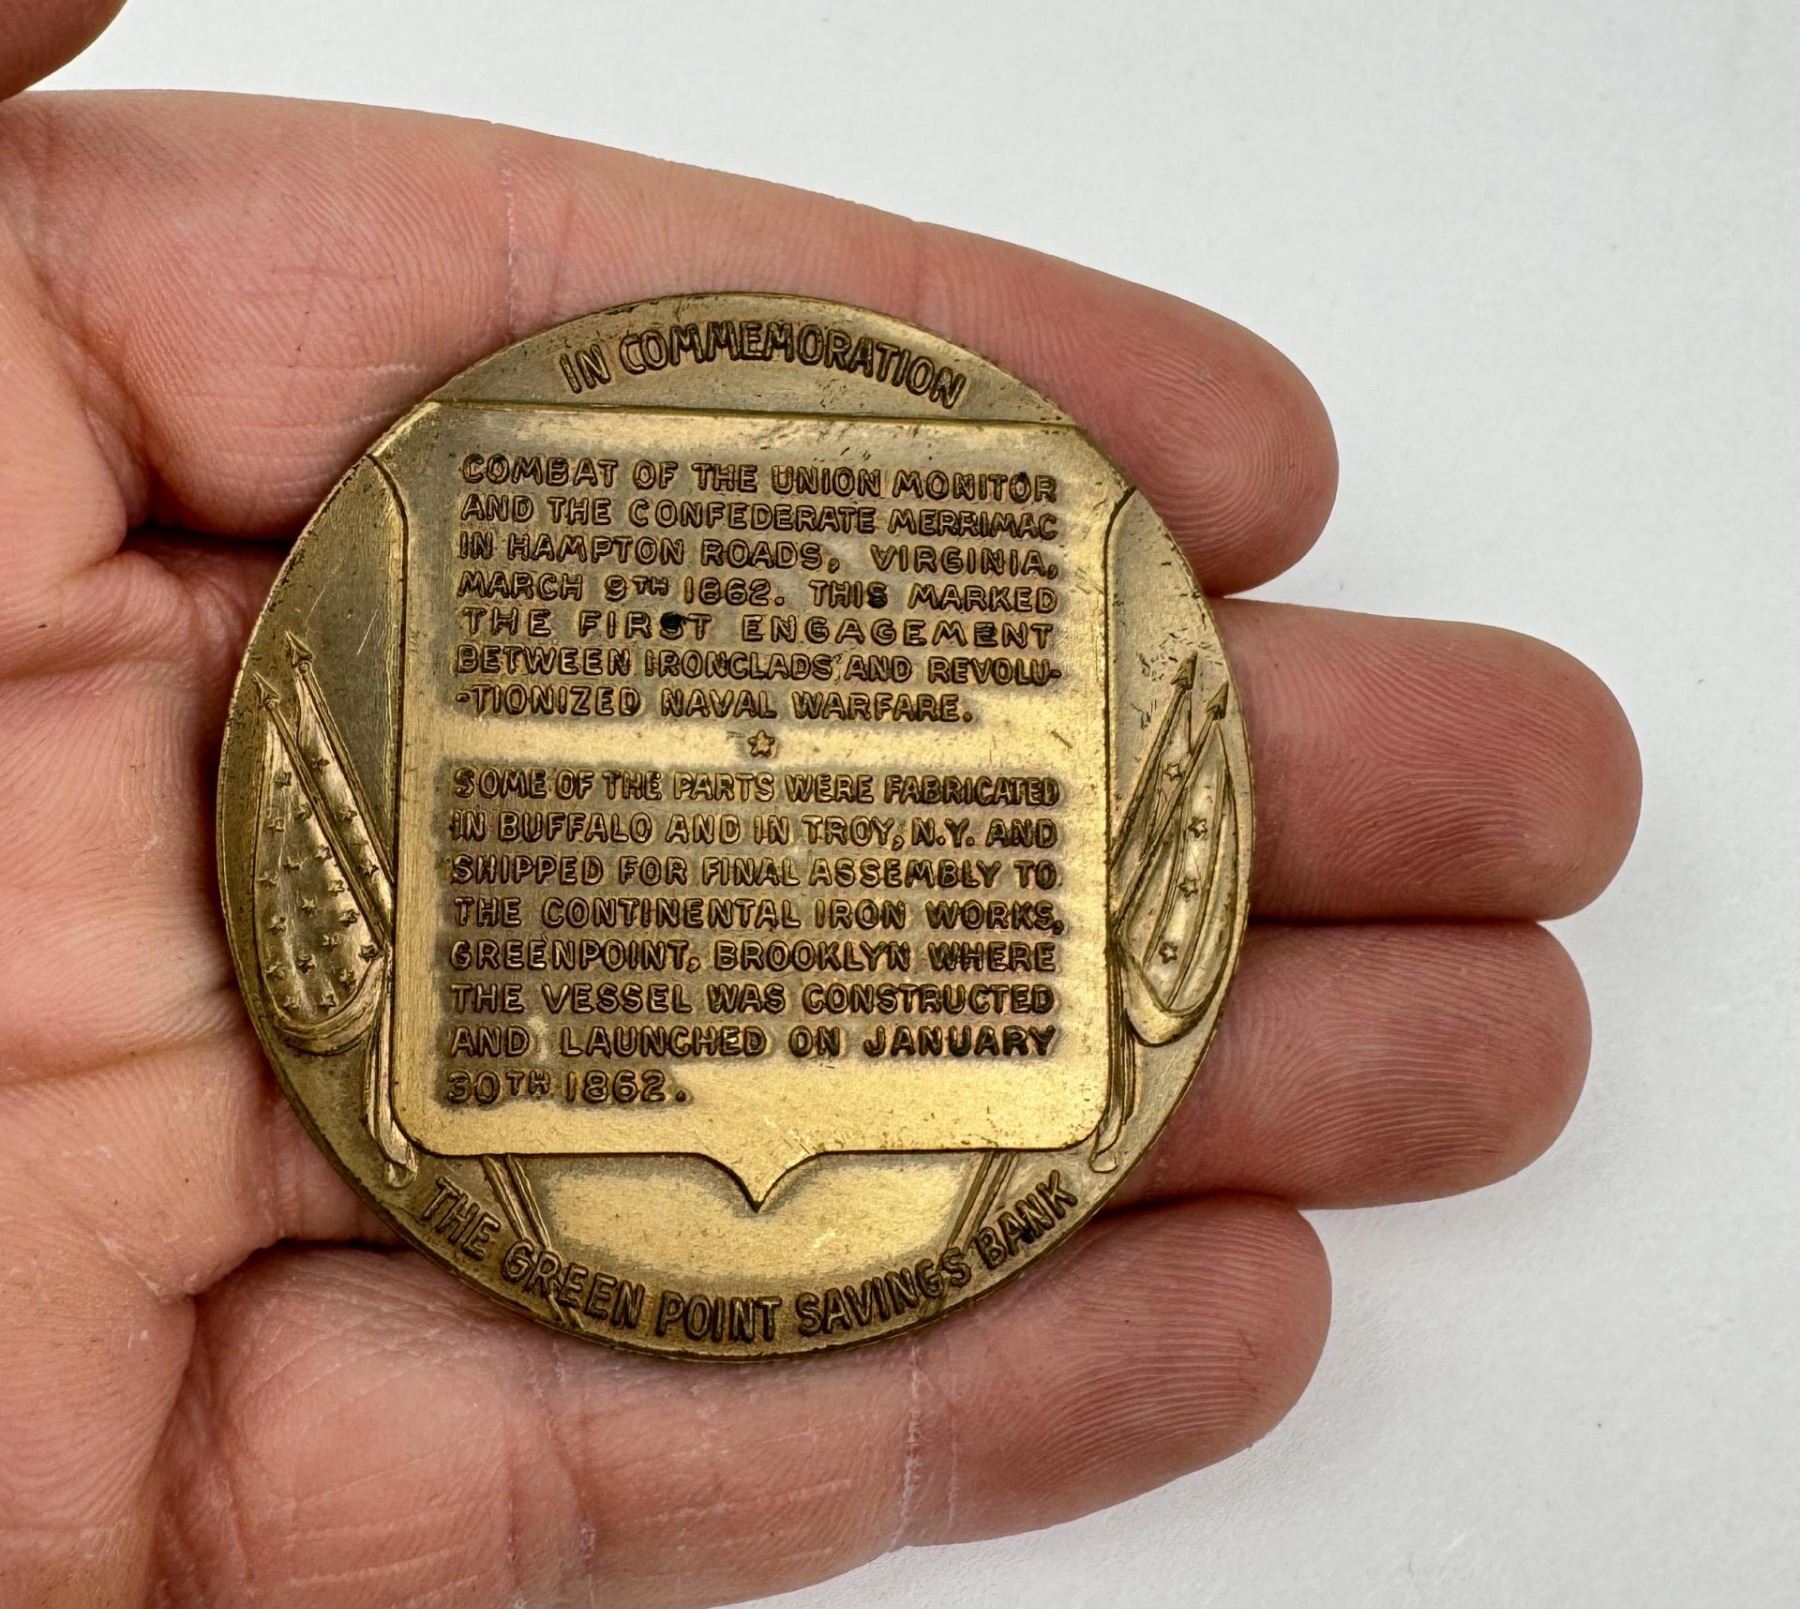 IN COMMEMORATION
COMBAT OF THE UNION MONITOR
AND THE CONFEDERATE MERRIMAC
IN HAMPTON ROADS, VIRGINIA,
MARCH 9TH 1862. THIS MARKED
THE FIRST ENGAGEMENT
BETWEEN IRONCLADS AND REVOLU-
-TIONIZED NAVAL WARFARE.
SOME OF THE PARTS WERE FABRICATED
IN BUFFALO AND IN TROY, N.Y. AND
SHIPPED FOR FINAL ASSEMBLY TO
THE CONTINENTAL IRON WORKS,
GREENPOINT, BROOKLYN WHERE
THE VESSEL WAS CONSTRUCTED
AND LAUNCHED ON JANUARY
30TH 1862.
THE GREEN POINT SAVINGS BANK